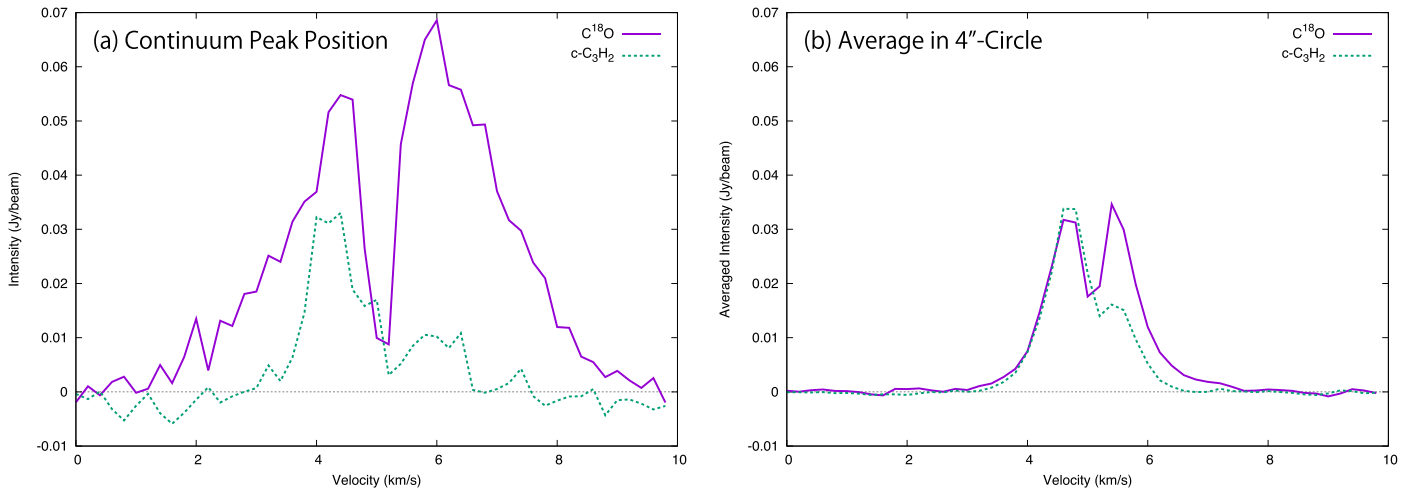 (a) Continuum Peak Position
C¹⁸O
c-C₃H₂
0.07
0.06
0.05
0.04
0.03
0.02
0.01
0
-0.01
Intensity (Jy/beam)
0 2 4 6 8 10
Velocity (km/s)
(b) Average in 4″-Circle
C¹⁸O
c-C₃H₂
0.07
0.06
0.05
0.04
0.03
0.02
0.01
0
-0.01
Averaged Intensity (Jy/beam)
0 2 4 6 8 10
Velocity (km/s)